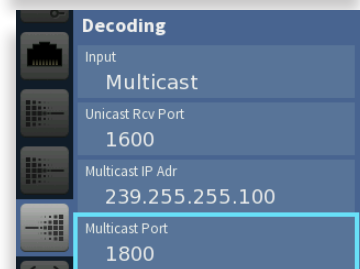 Decoding
Input
Multicast
Unicast Rcv Port
1600
Multicast IP Adr
239.255.255.100
Multicast Port
1800